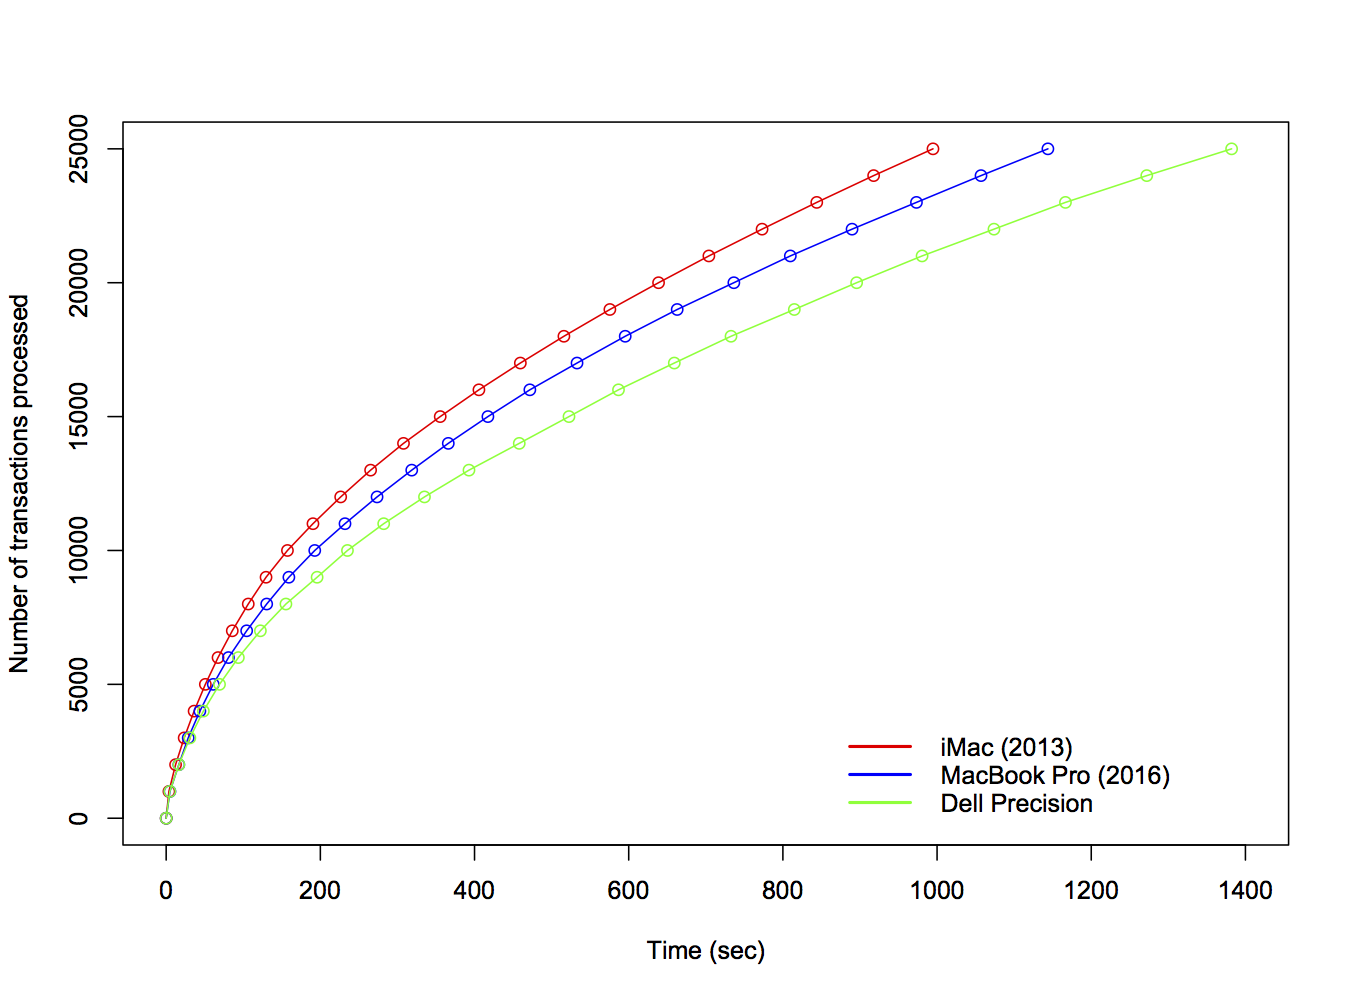 25000
20000
15000
10000
5000
0
Number of transactions processed
iMac (2013)
MacBook Pro (2016)
Dell Precision
0 200 400 600 800 1000 1200 1400
Time (sec)